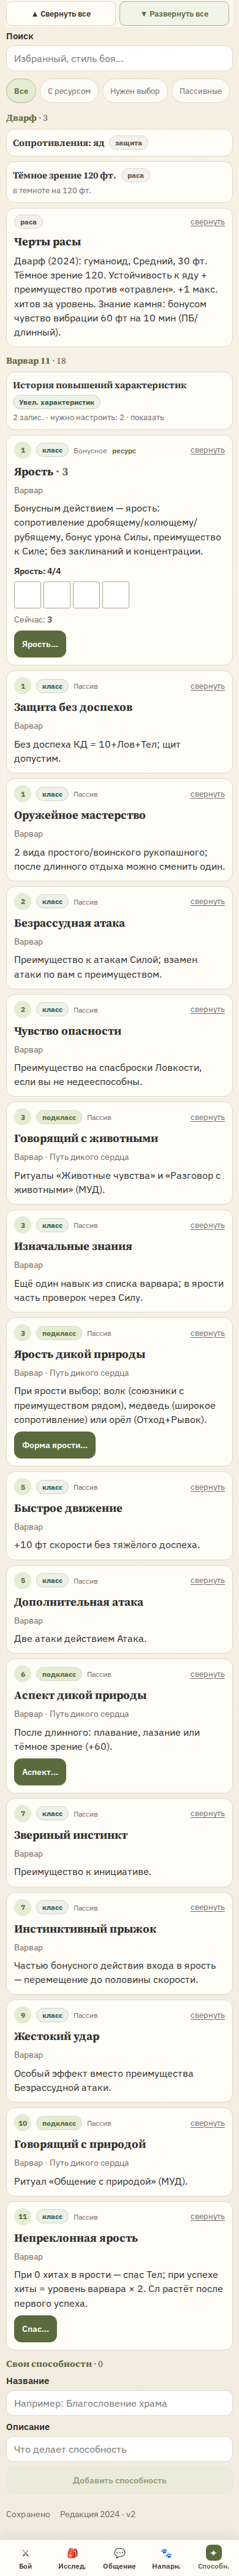 ▲ Свернуть все
▼ Развернуть все
Поиск
Избранный, стиль боя...
Все
С ресурсом
Нужен выбор
Пассивные
Дварф · 3
Сопротивления: яд защита
Тёмное зрение 120 фт. раса
в темноте на 120 фт.
раса свернуть
Черты расы
Дварф (2024): гуманоид, Средний, 30 фт.
Тёмное зрение 120. Устойчивость к яду +
преимущество против «отравлен». +1 макс.
хитов за уровень. Знание камня: бонусом
чувство вибрации 60 фт на 10 мин (ПБ/
длинный).
Варвар 11 · 18
История повышений характеристик
Увел. характеристик
2 запис. · нужно настроить: 2 · показать
1 класс Бонусное ресурс свернуть
Ярость · 3
Варвар
Бонусным действием — ярость:
сопротивление дробящему/колющему/
рубящему, бонус урона Силы, преимущество
к Силе; без заклинаний и концентрации.
Ярость: 4/4
Сейчас: 3
Ярость...
1 класс Пассив свернуть
Защита без доспехов
Варвар
Без доспеха КД = 10+Лов+Тел; щит
допустим.
1 класс Пассив свернуть
Оружейное мастерство
Варвар
2 вида простого/воинского рукопашного;
после длинного отдыха можно сменить один.
2 класс Пассив свернуть
Безрассудная атака
Варвар
Преимущество к атакам Силой; взамен
атаки по вам с преимуществом.
2 класс Пассив свернуть
Чувство опасности
Варвар
Преимущество на спасброски Ловкости,
если вы не недееспособны.
3 подкласс Пассив свернуть
Говорящий с животными
Варвар · Путь дикого сердца
Ритуалы «Животные чувства» и «Разговор с
животными» (МУД).
3 класс Пассив свернуть
Изначальные знания
Варвар
Ещё один навык из списка варвара; в ярости
часть проверок через Силу.
3 подкласс Пассив свернуть
Ярость дикой природы
Варвар · Путь дикого сердца
При ярости выбор: волк (союзники с
преимуществом рядом), медведь (широкое
сопротивление) или орёл (Отход+Рывок).
Форма ярости...
5 класс Пассив свернуть
Быстрое движение
Варвар
+10 фт скорости без тяжёлого доспеха.
5 класс Пассив свернуть
Дополнительная атака
Варвар
Две атаки действием Атака.
6 подкласс Пассив свернуть
Аспект дикой природы
Варвар · Путь дикого сердца
После длинного: плавание, лазание или
тёмное зрение (+60).
Аспект...
7 класс Пассив свернуть
Звериный инстинкт
Варвар
Преимущество к инициативе.
7 класс Пассив свернуть
Инстинктивный прыжок
Варвар
Частью бонусного действия входа в ярость
— перемещение до половины скорости.
9 класс Пассив свернуть
Жестокий удар
Варвар
Особый эффект вместо преимущества
Безрассудной атаки.
10 подкласс Пассив свернуть
Говорящий с природой
Варвар · Путь дикого сердца
Ритуал «Общение с природой» (МУД).
11 класс Пассив свернуть
Непреклонная ярость
Варвар
При 0 хитах в ярости — спас Тел; при успехе
хиты = уровень варвара × 2. Сл растёт после
первого успеха.
Спас...
Свои способности · 0
Название
Например: Благословение храма
Описание
Что делает способность
Добавить способность
Сохранено Редакция 2024 · v2
Бой
Исслед.
Общение
Напарн.
Способн.